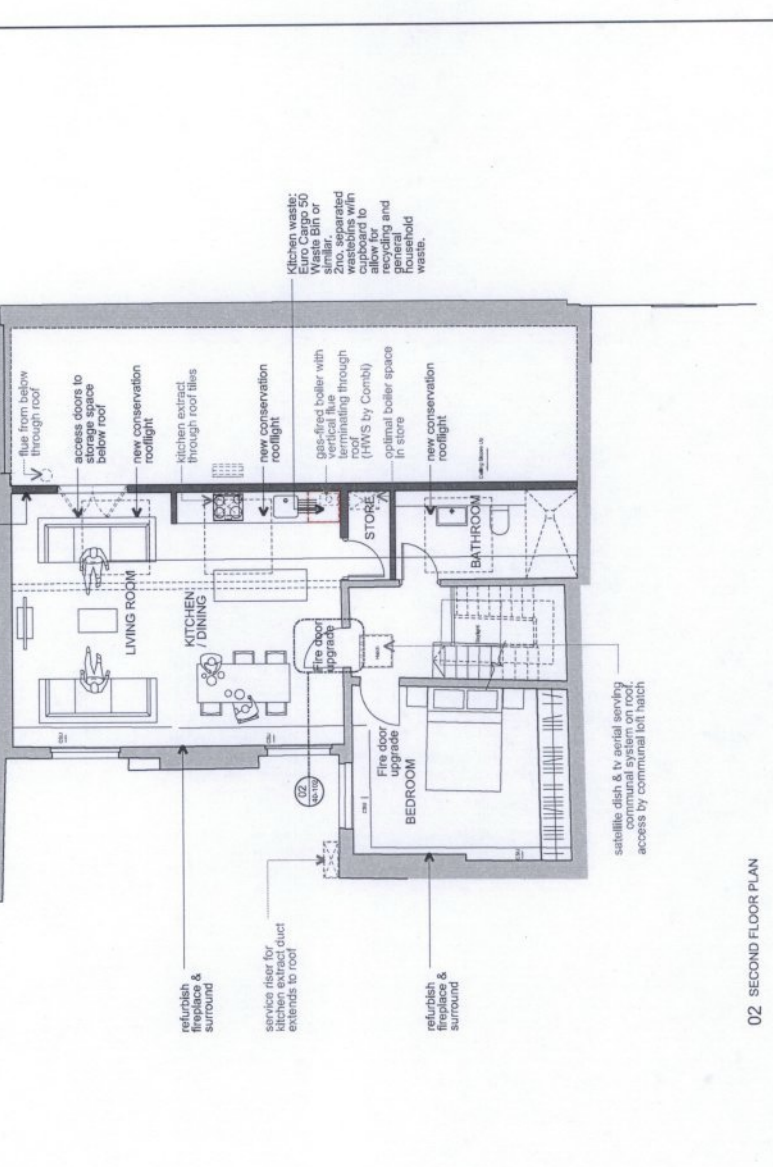 flue from below
through roof
access doors to
storage space
below roof
new conservation
rooflight
kitchen extract
through roof tiles
new conservation
rooflight
Kitchen waste:
Euro Cargo 50
Waste Bin or
similar.
2no. separated
wastebins w/in
cupboard to
allow for
recycling and
general
household
waste.
gas-fired boiler with
vertical flue
terminating through
roof
(HWS by Combi)
optimal boiler space
in store
new conservation
rooflight
LIVING ROOM
KITCHEN
/ DINING
STORE
BATHROOM
Fire door
upgrade
Fire door
upgrade
BEDROOM
02
refurbish
fireplace &
surround
service riser for
kitchen extract duct
extends to roof
refurbish
fireplace &
surround
satellite dish & tv aerial serving
communal system on roof.
access by communal loft hatch
02 SECOND FLOOR PLAN